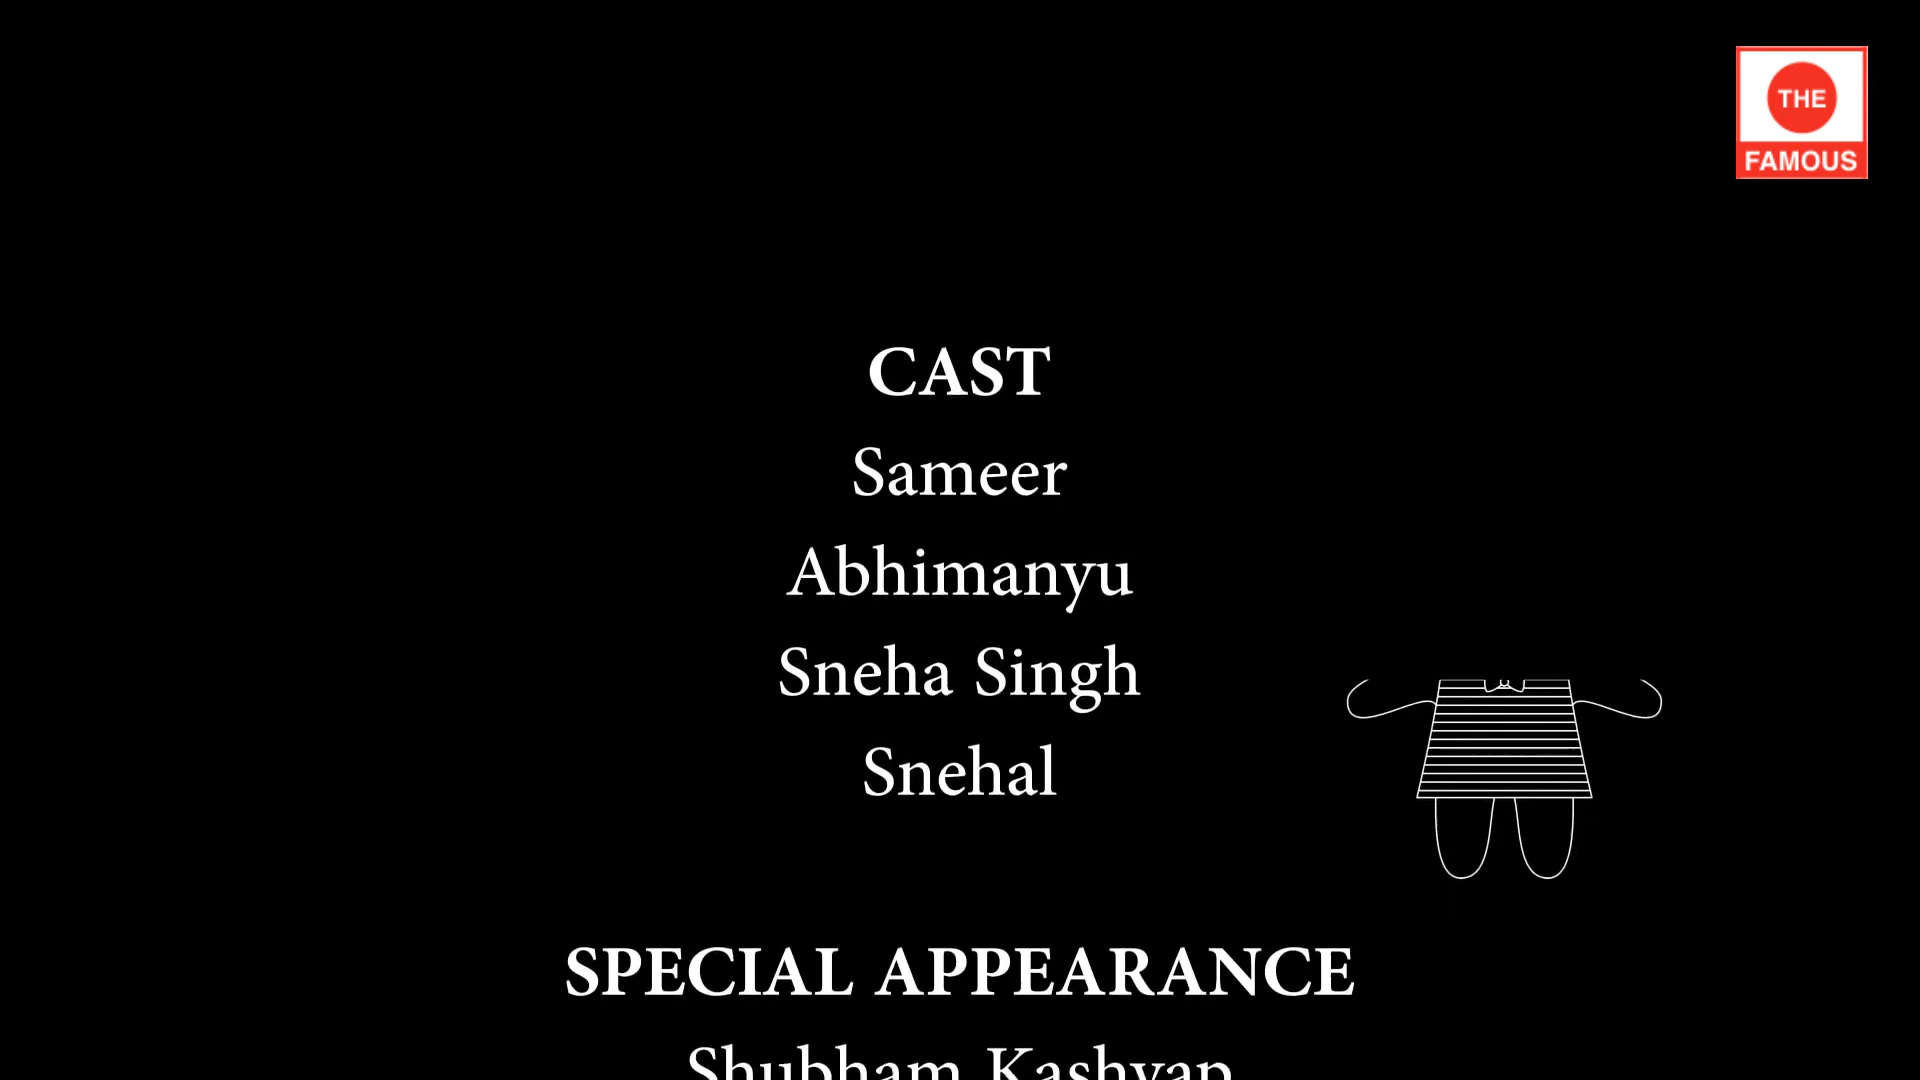 THE
FAMOUS
CAST
Sameer
Abhimanyu
Sneha Singh
Snehal
SPECIAL APPEARANCE
Shubham Kashyap